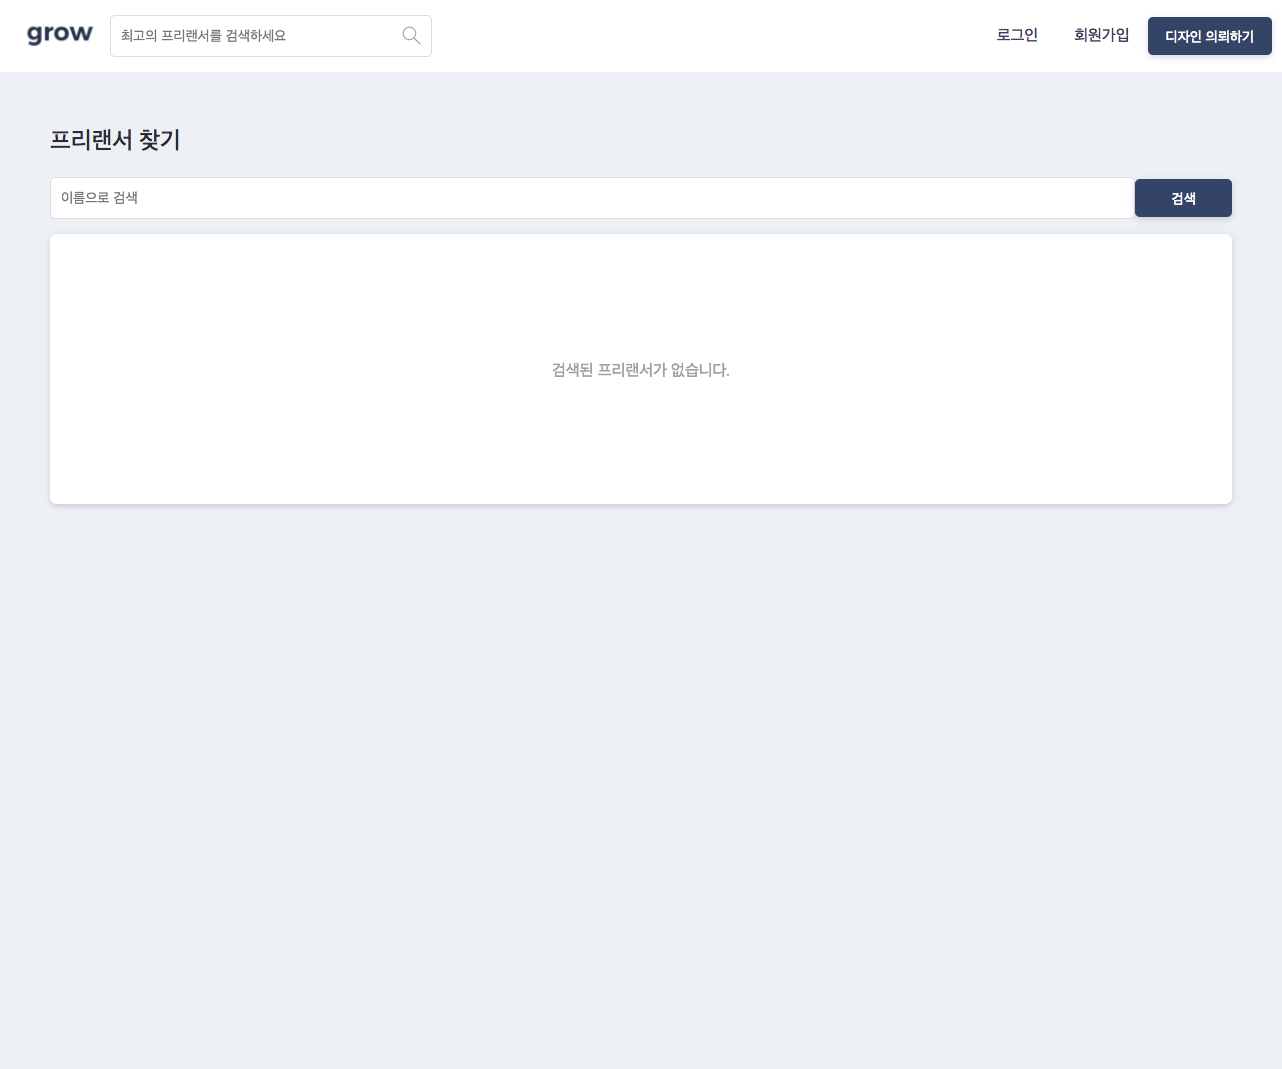 grow
최고의 프리랜서를 검색하세요
로그인
회원가입
디자인 의뢰하기
프리랜서 찾기
이름으로 검색
검색
검색된 프리랜서가 없습니다.